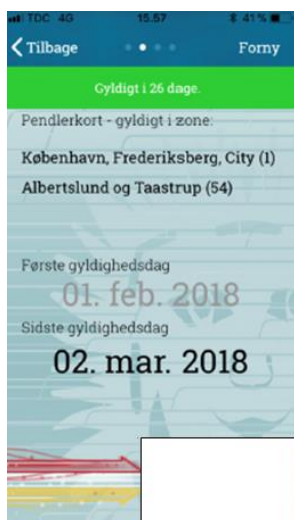 TDC 4G 15.57 41 %
Tilbage Forny
Gyldigt i 26 dage.
Pendlerkort - gyldigt i zone:
København, Frederiksberg, City (1)
Albertslund og Taastrup (54)
Første gyldighedsdag
01. feb. 2018
Sidste gyldighedsdag
02. mar. 2018